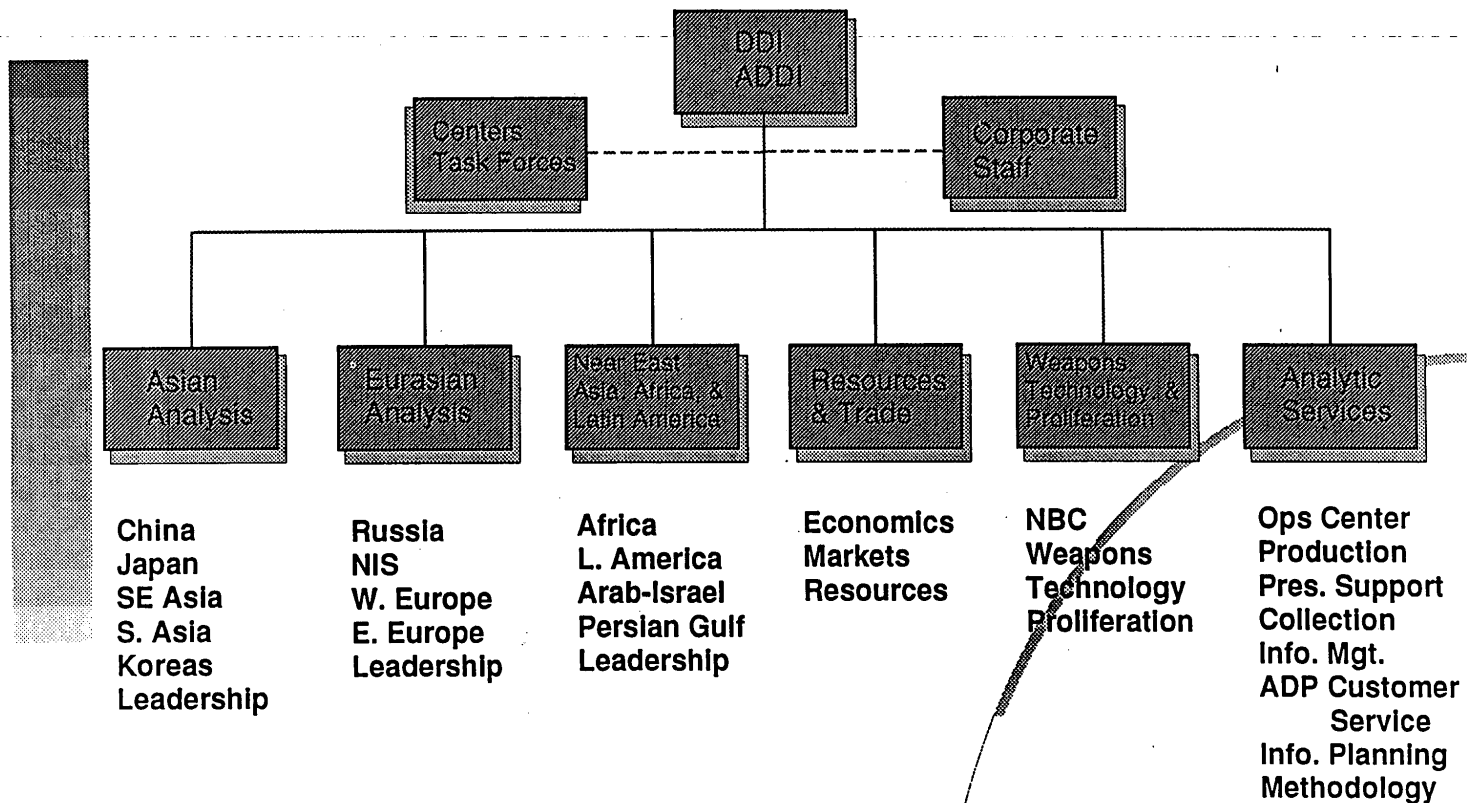 DDI
ADDI
Centers
Task Forces
Corporate
Staff
Asian
Analysis
Eurasian
Analysis
Near East
Asia, Africa, &
Latin America
Resources
& Trade
Weapons
Technology, &
Proliferation
Analytic
Services
China
Japan
SE Asia
S. Asia
Koreas
Leadership
Russia
NIS
W. Europe
E. Europe
Leadership
Africa
L. America
Arab-Israel
Persian Gulf
Leadership
Economics
Markets
Resources
NBC
Weapons
Technology
Proliferation
Ops Center
Production
Pres. Support
Collection
Info. Mgt.
ADP Customer
Service
Info. Planning
Methodology